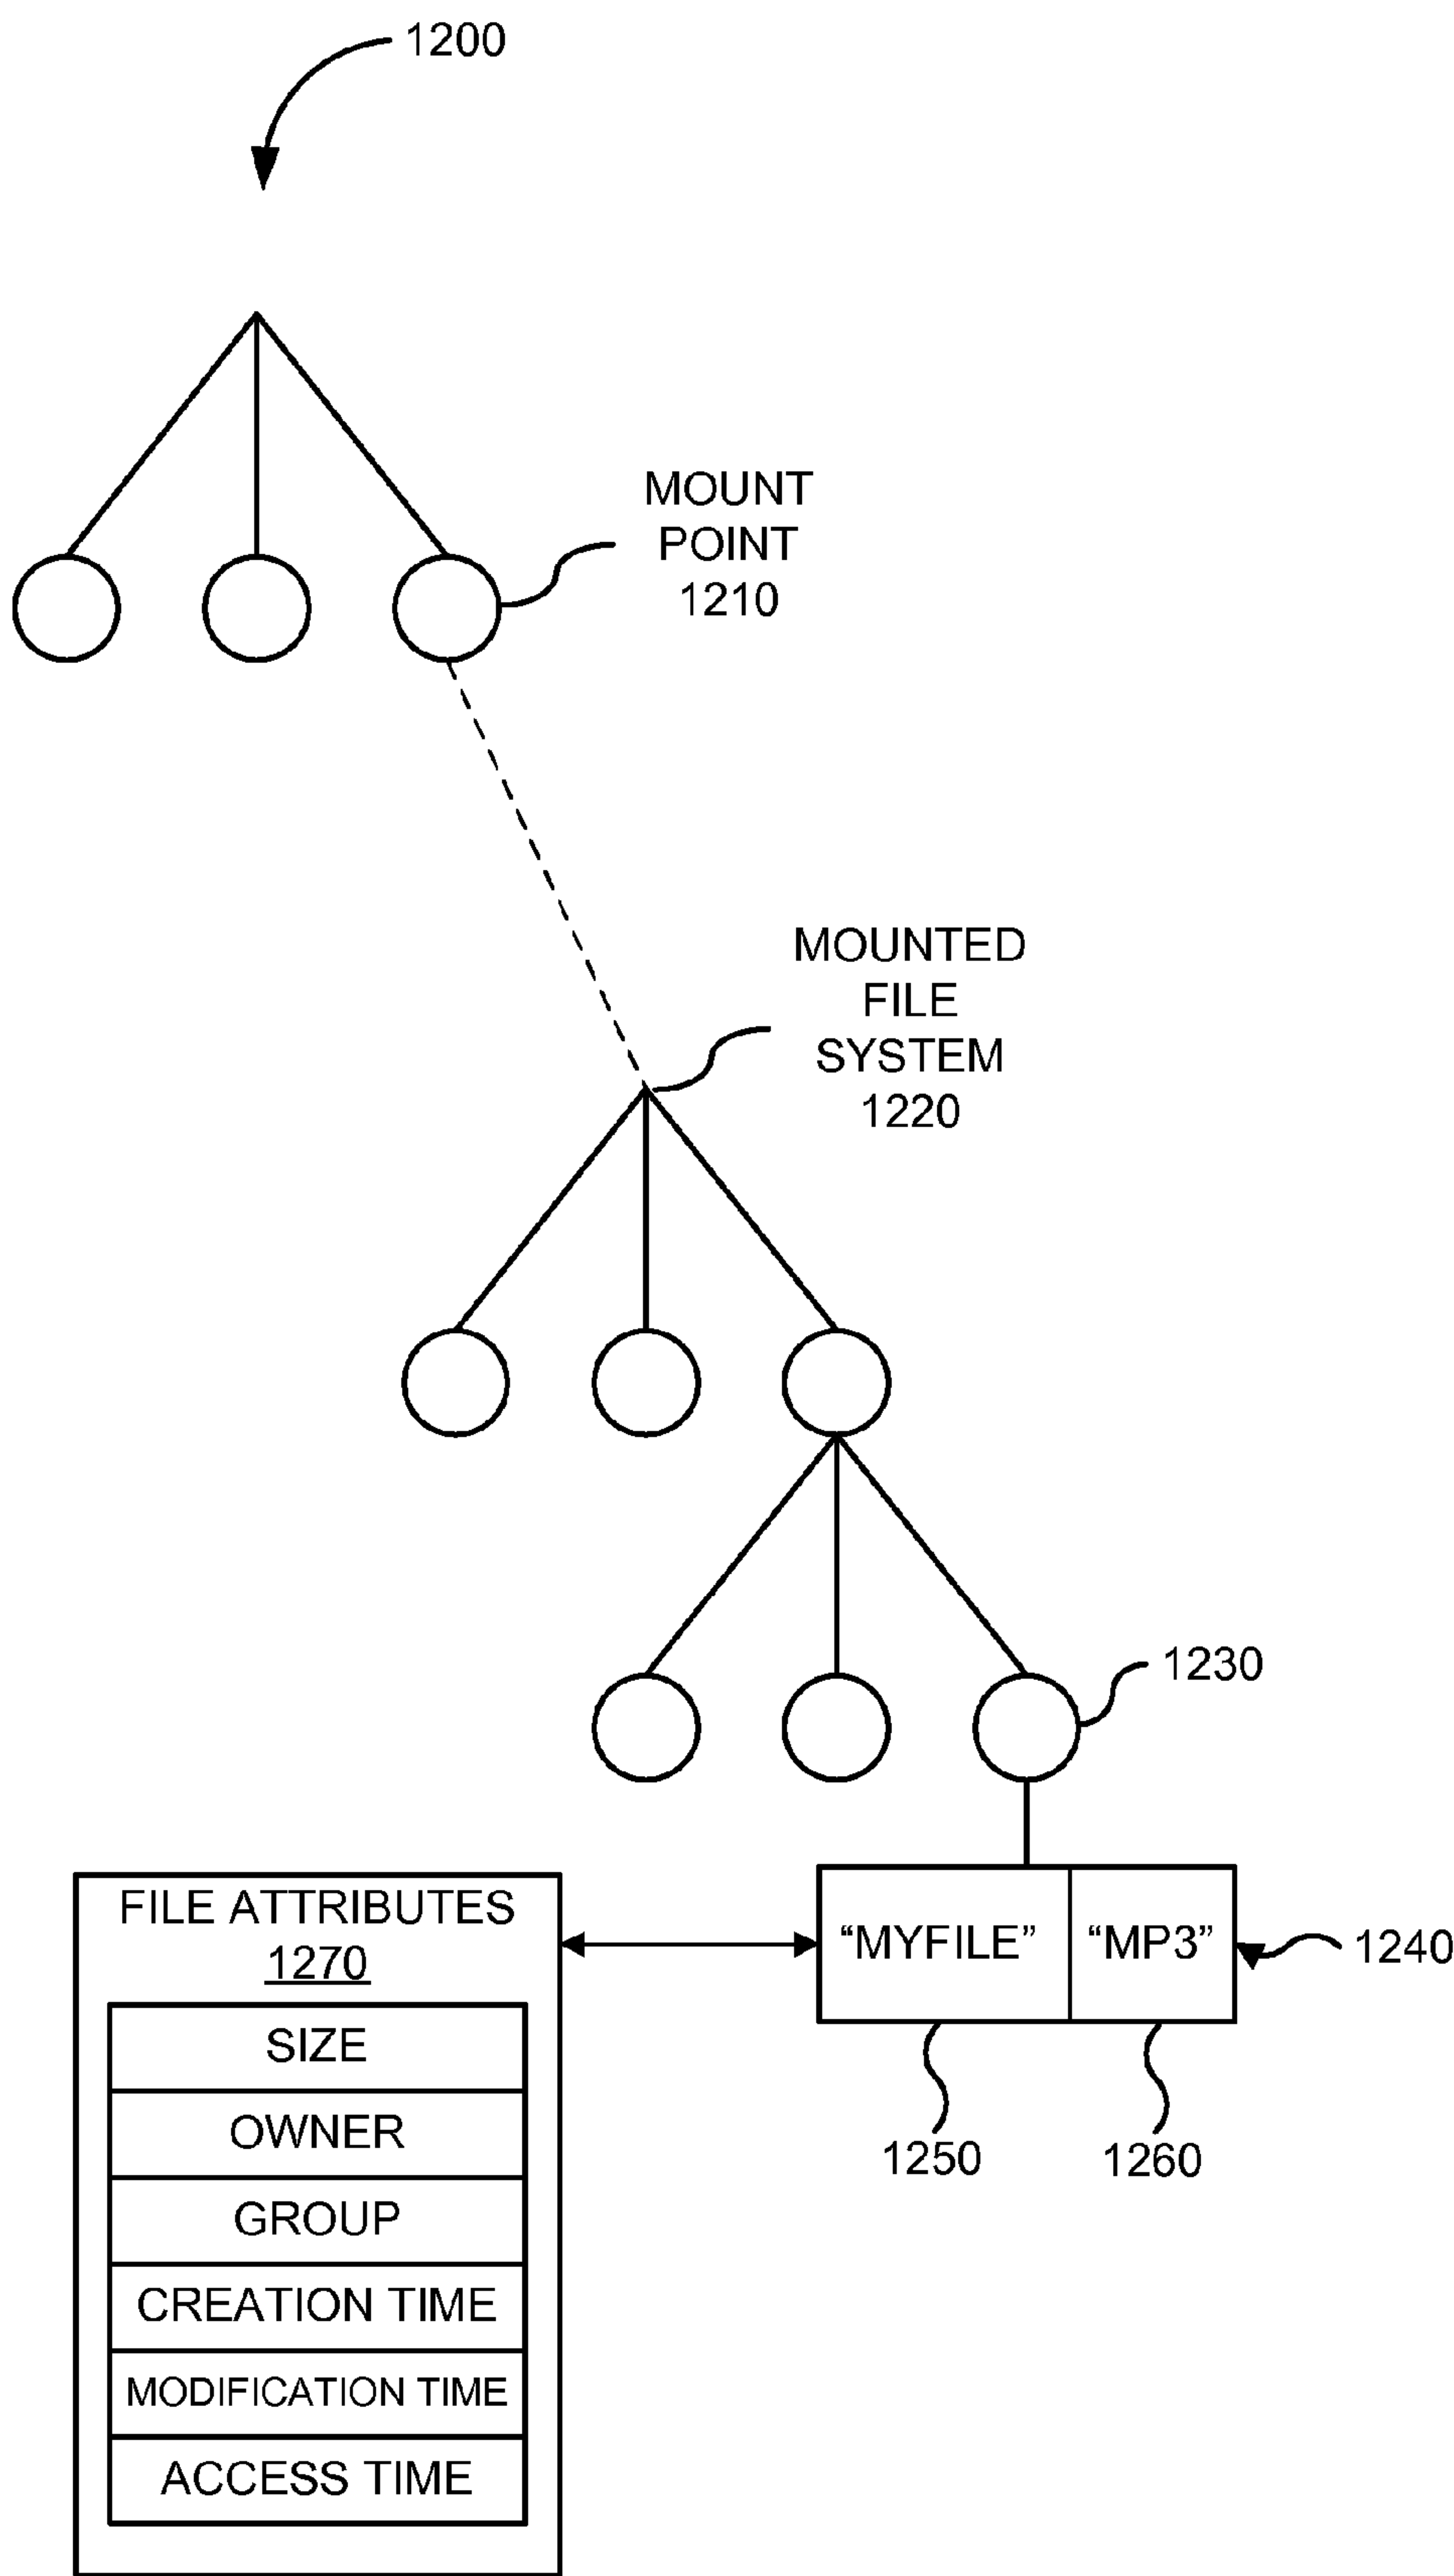 1200
MOUNT
POINT
1210
MOUNTED
FILE
SYSTEM
1220
1230
FILE ATTRIBUTES
1270
SIZE
OWNER
GROUP
CREATION TIME
MODIFICATION TIME
ACCESS TIME
“MYFILE” “MP3”
1240
1250 1260